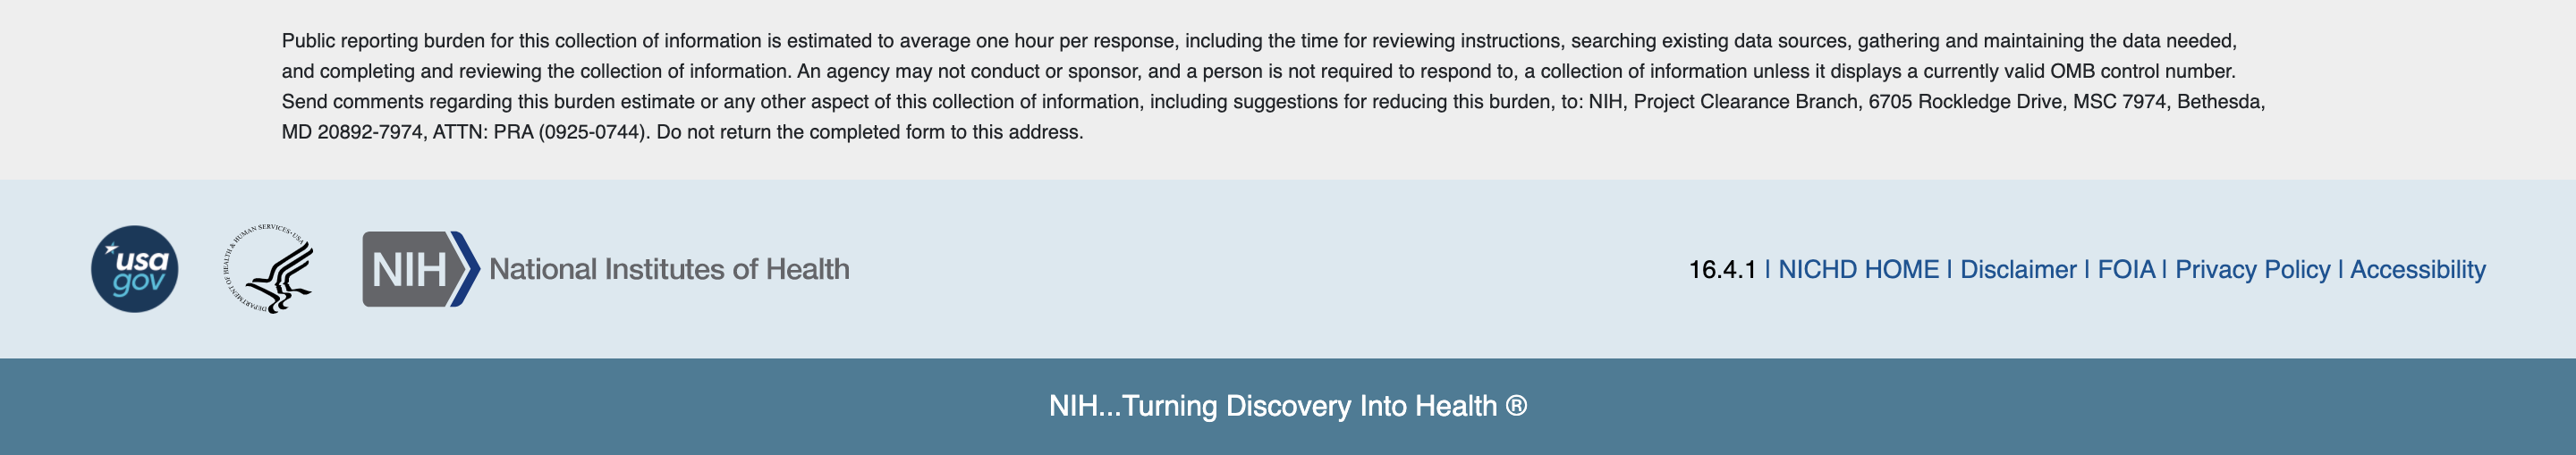 Public reporting burden for this collection of information is estimated to average one hour per response, including the time for reviewing instructions, searching existing data sources, gathering and maintaining the data needed,
and completing and reviewing the collection of information. An agency may not conduct or sponsor, and a person is not required to respond to, a collection of information unless it displays a currently valid OMB control number.
Send comments regarding this burden estimate or any other aspect of this collection of information, including suggestions for reducing this burden, to: NIH, Project Clearance Branch, 6705 Rockledge Drive, MSC 7974, Bethesda,
MD 20892-7974, ATTN: PRA (0925-0744). Do not return the completed form to this address.
usa
gov
DEPARTMENT OF HEALTH & HUMAN SERVICES • USA
NIH National Institutes of Health
16.4.1 | NICHD HOME | Disclaimer | FOIA | Privacy Policy | Accessibility
NIH...Turning Discovery Into Health ®